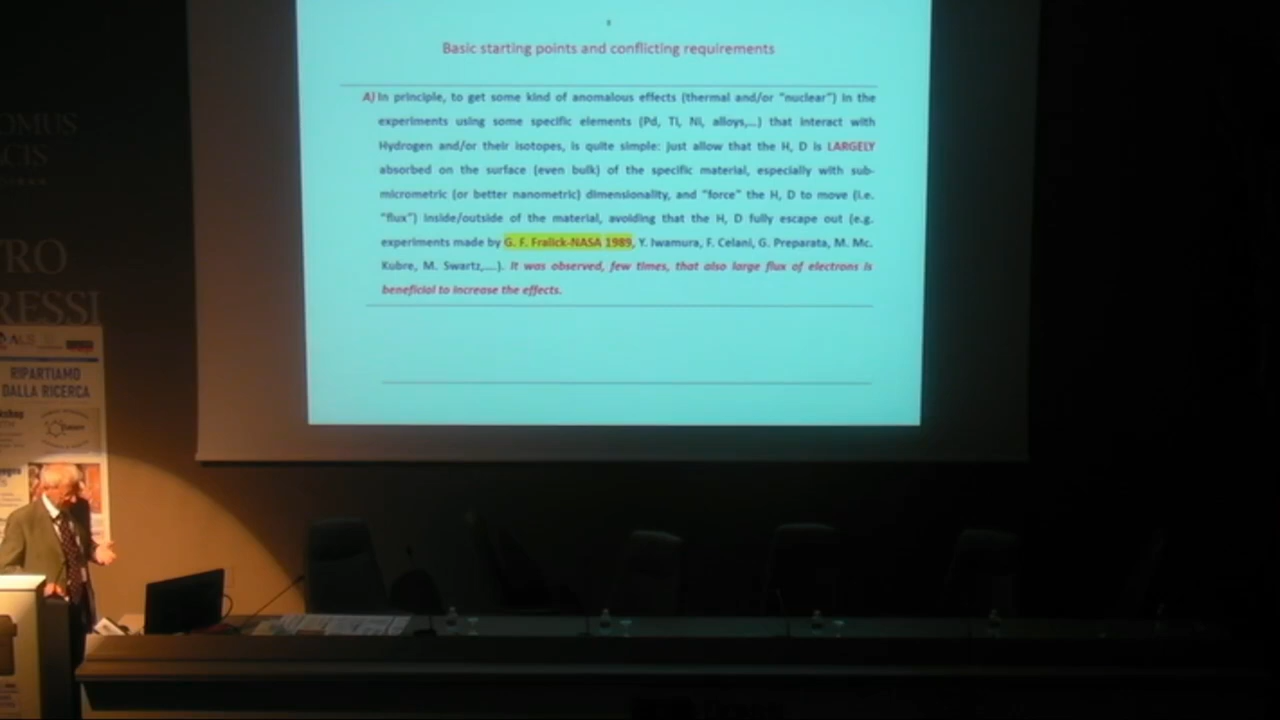 Basic starting points and conflicting requirements
A) In principle, to get some kind of anomalous effects (thermal and/or "nuclear") in the
experiments using some specific elements (Pd, Ti, Ni, alloys,...) that interact with
Hydrogen and/or their isotopes, is quite simple: just allow that the H, D is LARGELY
absorbed on the surface (even bulk) of the specific material, especially with sub-
micrometric (or better nanometric) dimensionality, and "force" the H, D to move (i.e.
"flux") inside/outside of the material, avoiding that the H, D fully escape out (e.g.
experiments made by G. F. Fralick-NASA 1989, Y. Iwamura, F. Celani, G. Preparata, M. Mc.
Kubre, M. Swartz,....). It was observed, few times, that also large flux of electrons is
beneficial to increase the effects.
OMUS
CIS
TRO
RESSI
RIPARTIAMO
DALLA RICERCA